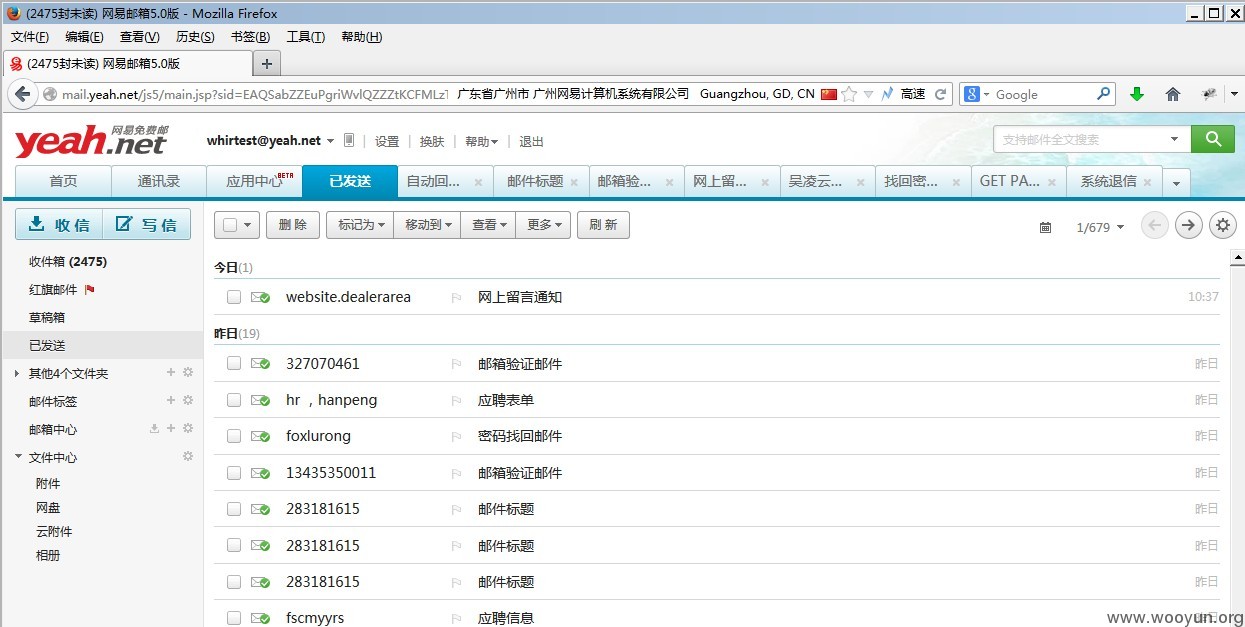 (2475封未读) 网易邮箱5.0版 - Mozilla Firefox
文件(F) 编辑(E) 查看(V) 历史(S) 书签(B) 工具(T) 帮助(H)
(2475封未读) 网易邮箱5.0版
mail.yeah.net/js5/main.jsp?sid=EAQSabZZEuPgriWvlQZZZtKCFMLz 广东省广州市 广州网易计算机系统有限公司 Guangzhou, GD, CN 高速 Google
yeah.net 网易免费邮 whirtest@yeah.net 设置 换肤 帮助 退出 支持邮件全文搜索
首页 通讯录 应用中心 BETA 已发送 自动回... 邮件标题 邮箱验... 网上留... 吴凌云... 找回密... GET PA... 系统退信
收信 写信 删除 标记为 移动到 查看 更多 刷新 1/679
收件箱 (2475)
红旗邮件
草稿箱
已发送
其他4个文件夹
邮件标签
邮箱中心
文件中心
附件
网盘
云附件
相册
今日(1)
website.dealerarea 网上留言通知 10:37
昨日(19)
327070461 邮箱验证邮件 昨日
hr ，hanpeng 应聘表单 昨日
foxlurong 密码找回邮件 昨日
13435350011 邮箱验证邮件 昨日
283181615 邮件标题 昨日
283181615 邮件标题 昨日
283181615 邮件标题 昨日
fscmyyrs 应聘信息
www.wooyun.org